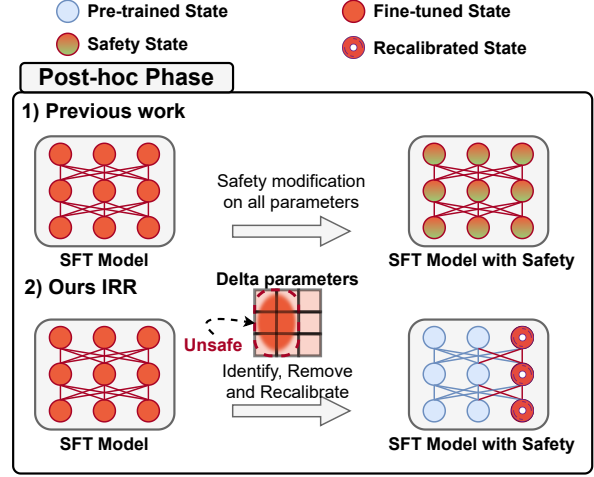 Pre-trained State
Fine-tuned State
Safety State
Recalibrated State
Post-hoc Phase
1) Previous work
Safety modification
on all parameters
SFT Model
SFT Model with Safety
2) Ours IRR
Delta parameters
Unsafe
Identify, Remove
and Recalibrate
SFT Model
SFT Model with Safety